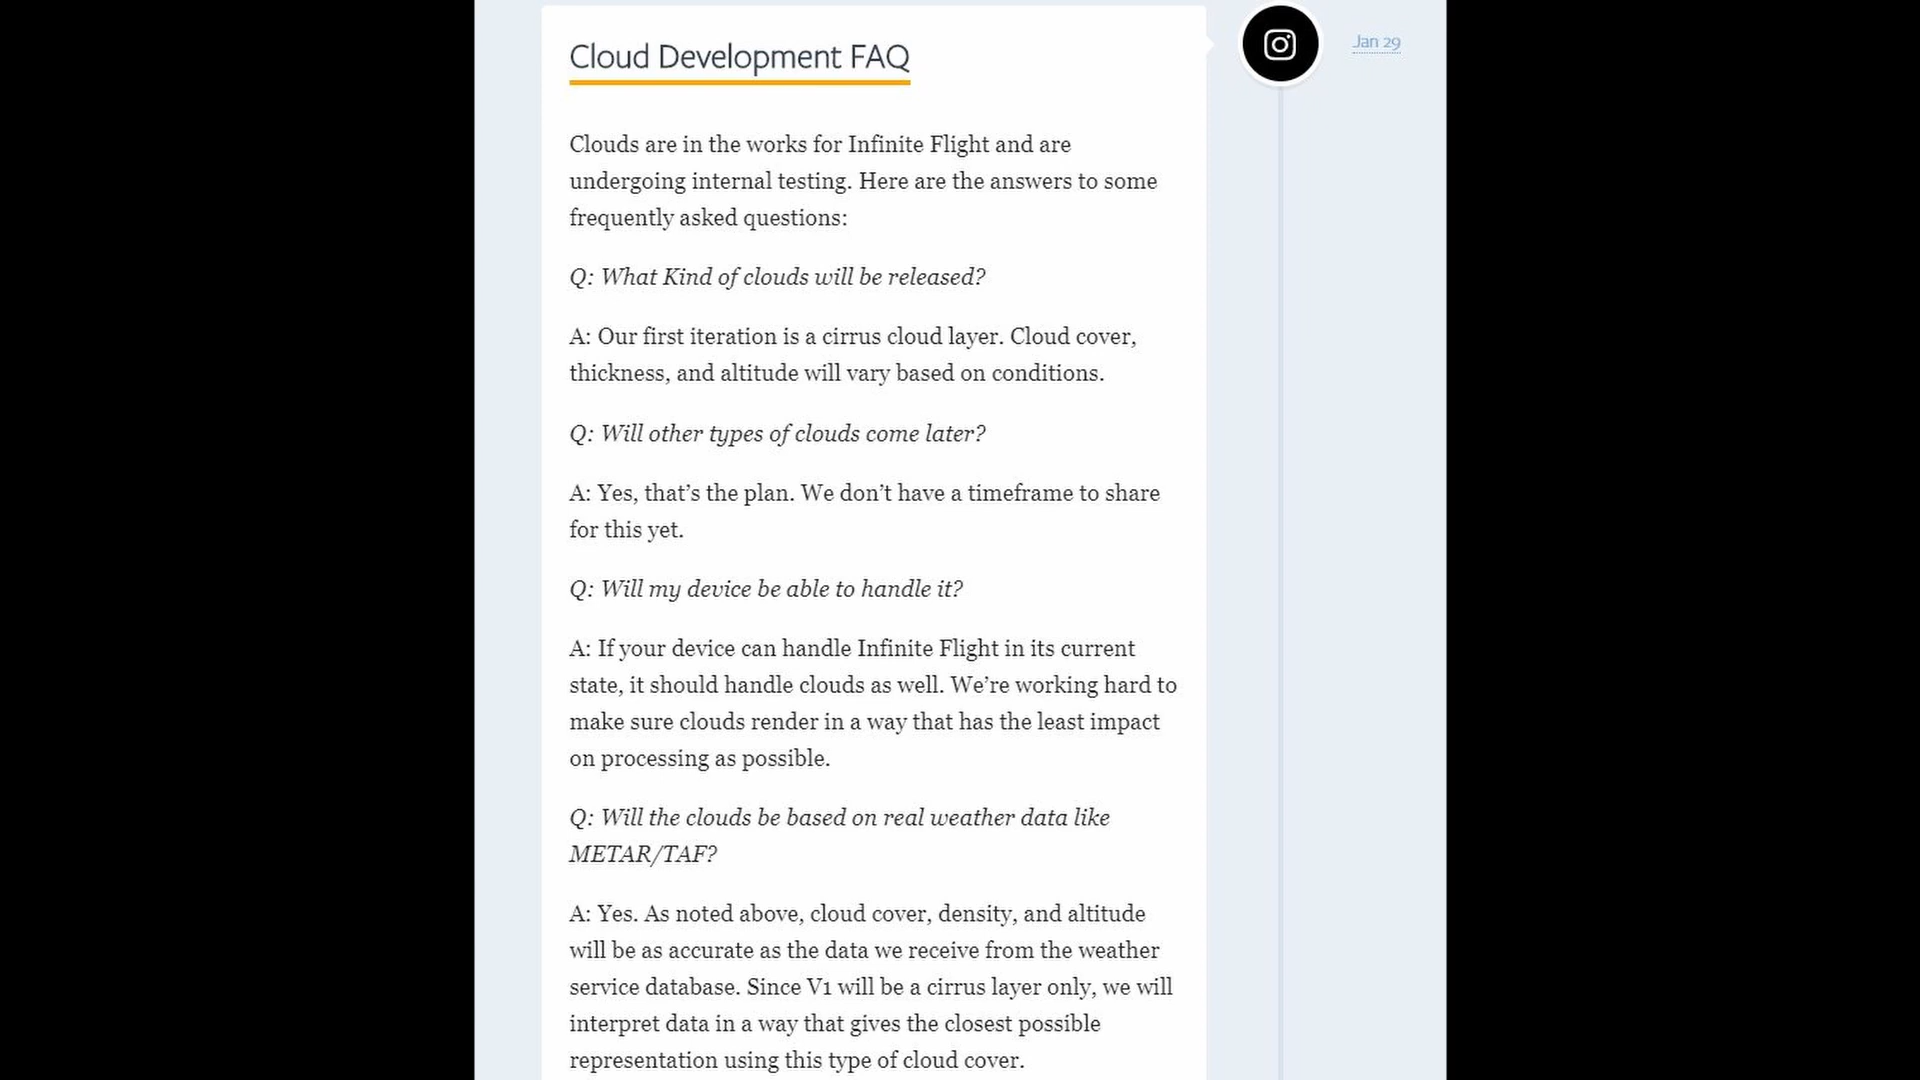 Cloud Development FAQ
Jan 29
Clouds are in the works for Infinite Flight and are
undergoing internal testing. Here are the answers to some
frequently asked questions:
Q: What Kind of clouds will be released?
A: Our first iteration is a cirrus cloud layer. Cloud cover,
thickness, and altitude will vary based on conditions.
Q: Will other types of clouds come later?
A: Yes, that’s the plan. We don’t have a timeframe to share
for this yet.
Q: Will my device be able to handle it?
A: If your device can handle Infinite Flight in its current
state, it should handle clouds as well. We’re working hard to
make sure clouds render in a way that has the least impact
on processing as possible.
Q: Will the clouds be based on real weather data like
METAR/TAF?
A: Yes. As noted above, cloud cover, density, and altitude
will be as accurate as the data we receive from the weather
service database. Since V1 will be a cirrus layer only, we will
interpret data in a way that gives the closest possible
representation using this type of cloud cover.